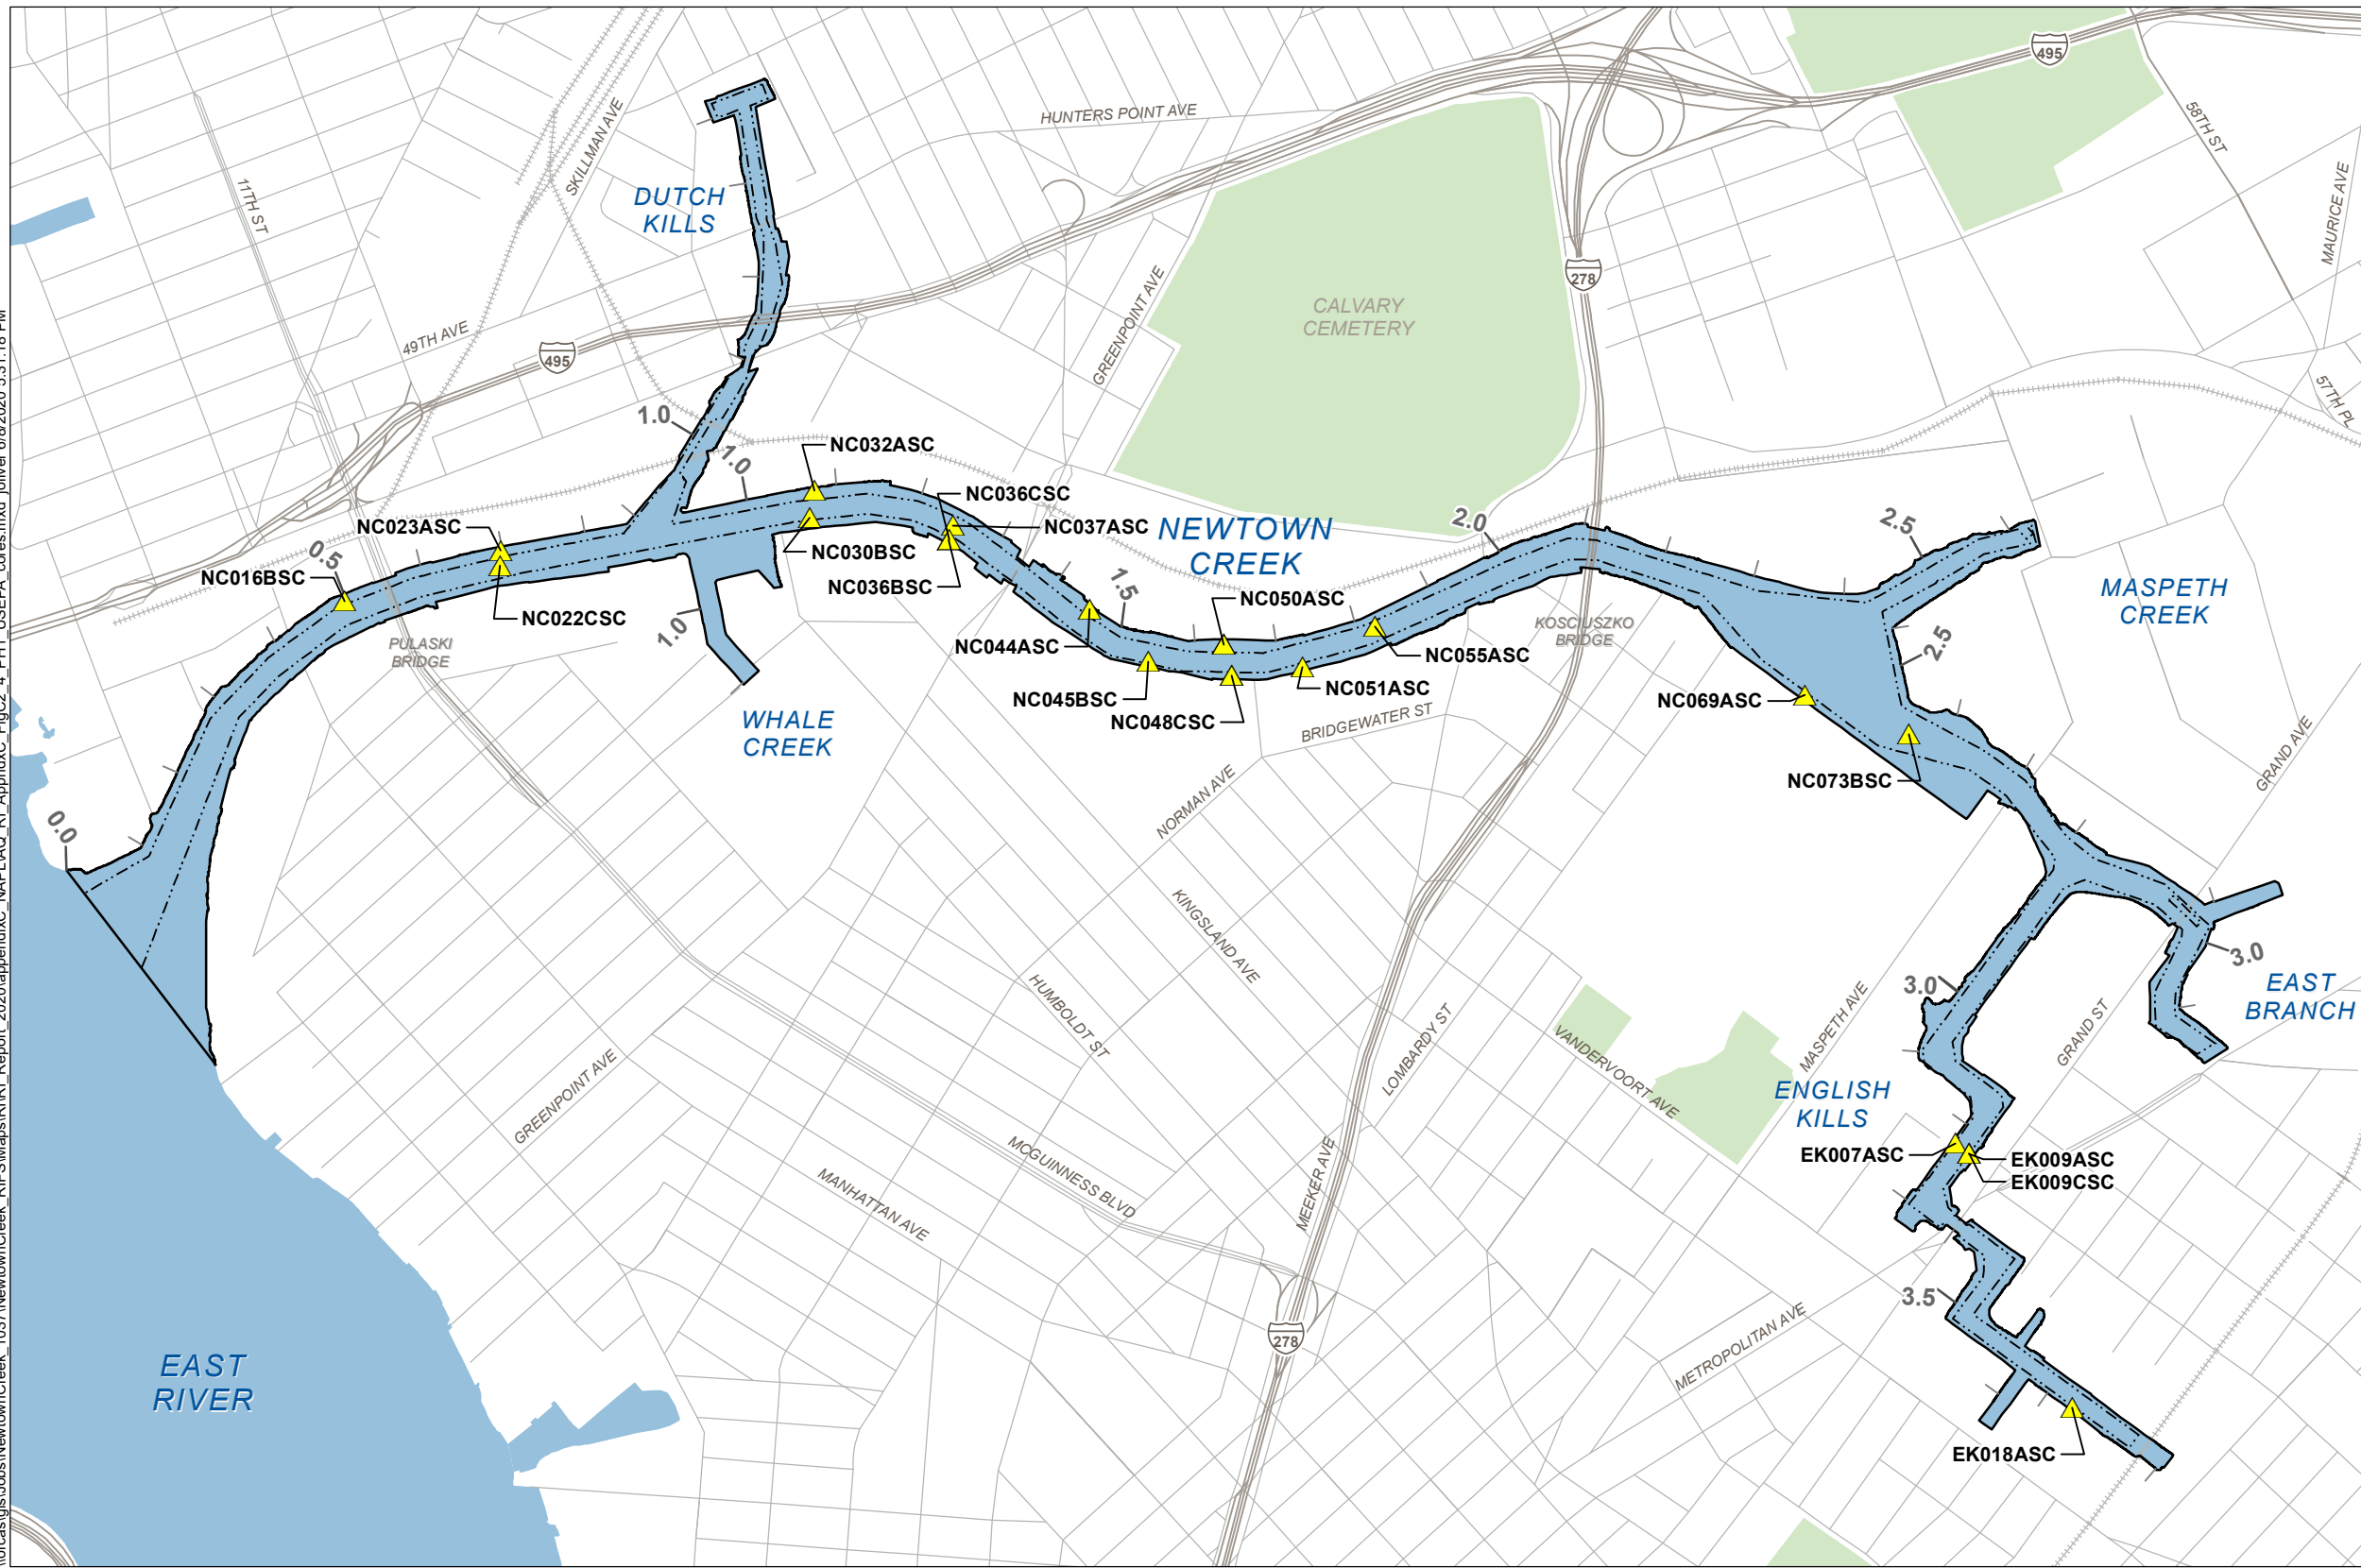 495
58TH ST
HUNTERS POINT AVE
SKILLMAN AVE
MAURICE AVE
11TH ST
DUTCH
KILLS
278
GREENPOINT AVE
CALVARY
CEMETERY
49TH AVE
495
57TH PL
1.0
1.0
NC032ASC
NC036CSC
NC023ASC
NC037ASC
NEWTOWN
CREEK
2.0
2.5
0.5
NC030BSC
NC016BSC
NC036BSC
1.5
NC050ASC
MASPETH
CREEK
NC022CSC
1.0
PULASKI
BRIDGE
KOSCIUSZKO
BRIDGE
NC044ASC
NC055ASC
2.5
NC045BSC
NC051ASC
NC069ASC
WHALE
CREEK
NC048CSC
BRIDGEWATER ST
NC073BSC
GRAND AVE
NORMAN AVE
0.0
KINGSLAND AVE
3.0
3.0
EAST
BRANCH
HUMBOLDT ST
MASPETH AVE
GRAND ST
LOMBARDY ST
VANDERVOORT AVE
GREENPOINT AVE
ENGLISH
KILLS
EK007ASC
EK009ASC
EK009CSC
MCGUINNESS BLVD
MEEKER AVE
MANHATTAN AVE
3.5
278
METROPOLITAN AVE
EAST
RIVER
EK018ASC